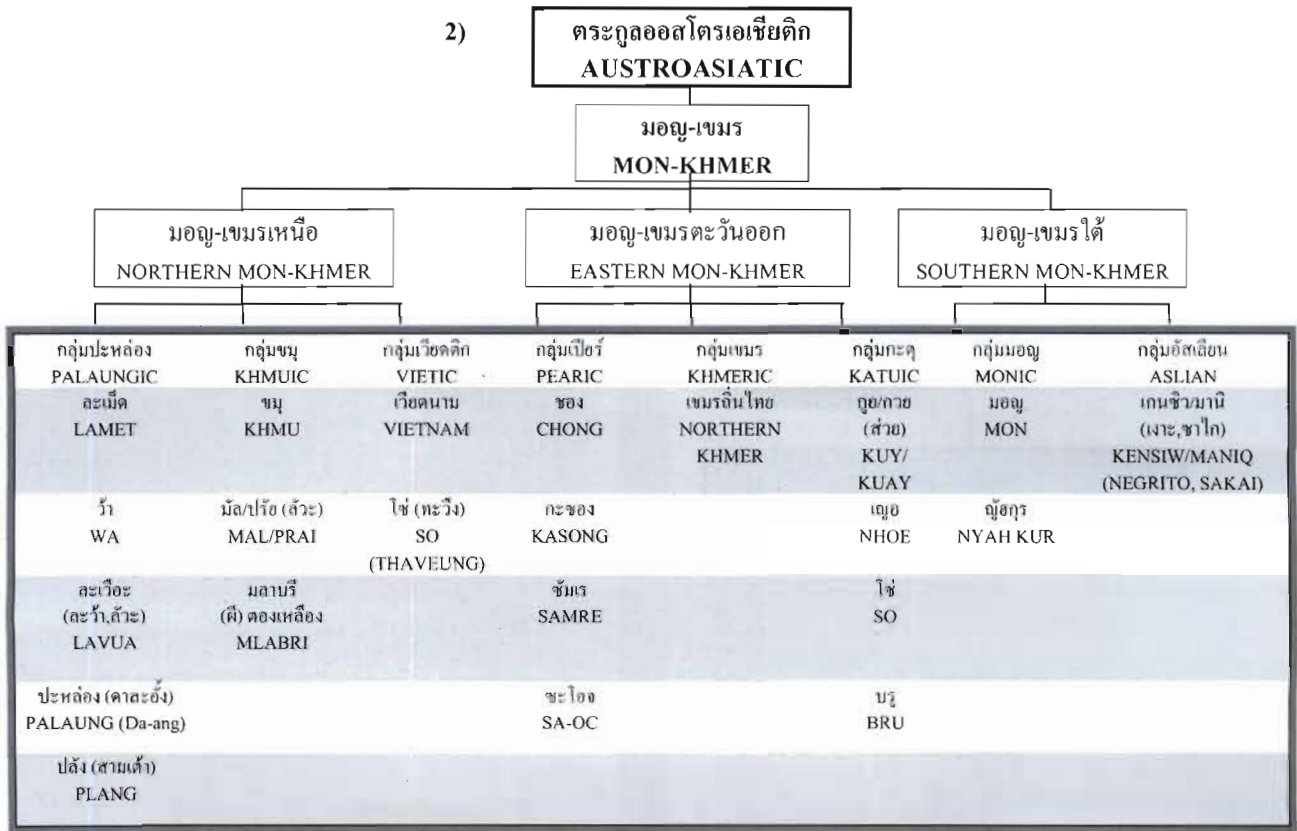 2)
ตระกูลออสโตรเอเชียติก
AUSTROASIATIC
มอญ-เขมร
MON-KHMER
มอญ-เขมรเหนือ
NORTHERN MON-KHMER
มอญ-เขมรตะวันออก
EASTERN MON-KHMER
มอญ-เขมรใต้
SOUTHERN MON-KHMER
กลุ่มปะหล่อง กลุ่มขมุ กลุ่มเวียตติก กลุ่มเปียร์ กลุ่มเขมร กลุ่มกะตุ กลุ่มมอญ กลุ่มอัสเลียน
PALAUNGIC KHMUIC VIETIC PEARIC KHMERIC KATUIC MONIC ASLIAN
ละเม็ด ขมุ เวียดนาม ชอง เขมรถิ่นไทย กูย/กวย มอญ เกนซิว/มานิ
LAMET KHMU VIETNAM CHONG NORTHERN (ส่วย) MON (เงาะ,ซาไก)
KHMER KUY/ KENSIW/MANIQ
KUAY (NEGRITO, SAKAI)
ว้า มัล/ปรัย (ลัวะ) โซ่ (ทะวึง) กะซอง เญอ ญัฮกุร
WA MAL/PRAI SO KASONG NHOE NYAH KUR
(THAVEUNG)
ละเวือะ มลาบรี ซัมเร โซ่
(ละว้า,ลัวะ) (ผี) ตองเหลือง SAMRE SO
LAVUA MLABRI
ปะหล่อง (ดาละอั้ง) ซะโอจ บรู
PALAUNG (Da-ang) SA-OC BRU
ปลัง (สามเต้า)
PLANG